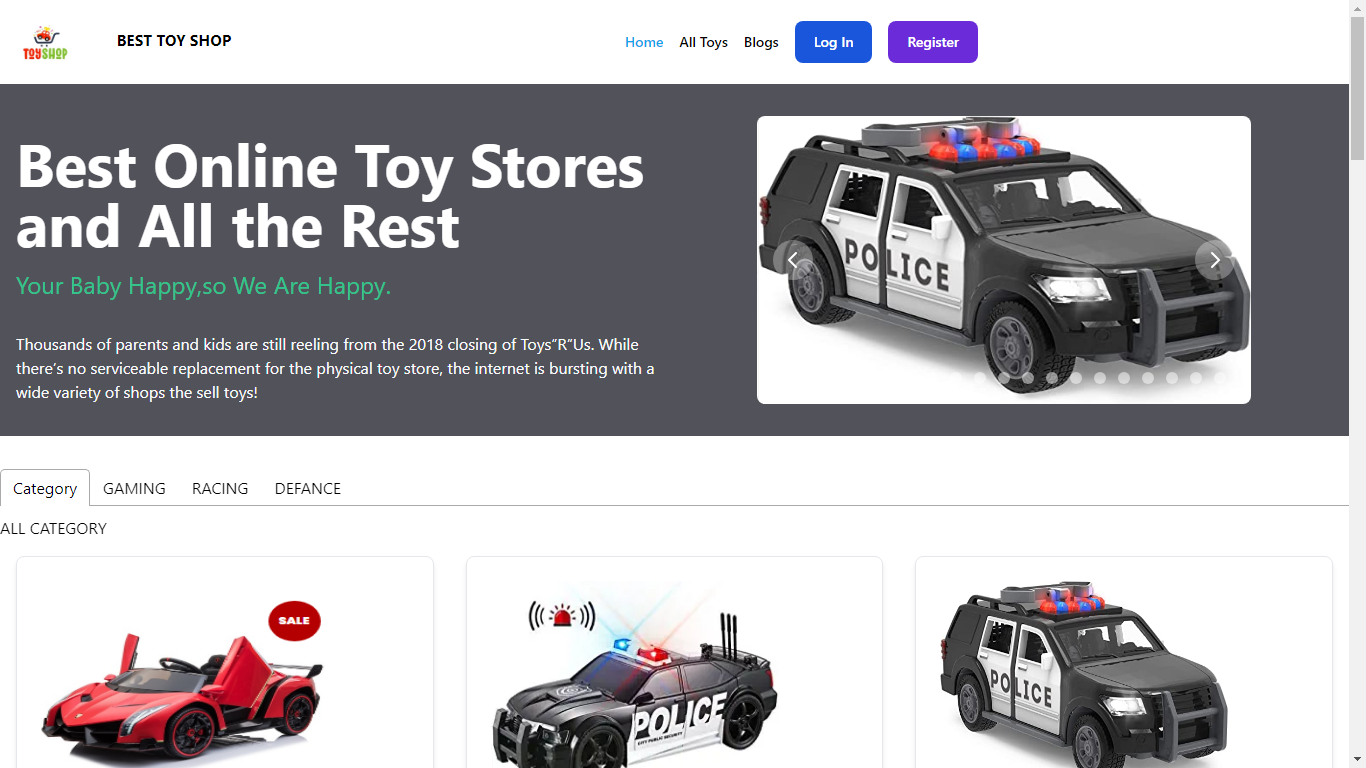 TOYSHOP
BEST TOY SHOP
Home All Toys Blogs Log In Register
Best Online Toy Stores
and All the Rest
Your Baby Happy,so We Are Happy.
Thousands of parents and kids are still reeling from the 2018 closing of Toys”R”Us. While
there’s no serviceable replacement for the physical toy store, the internet is bursting with a
wide variety of shops the sell toys!
POLICE
Category GAMING RACING DEFANCE
ALL CATEGORY
SALE
POLICE
CITY PUBLIC SECURITY
POLICE